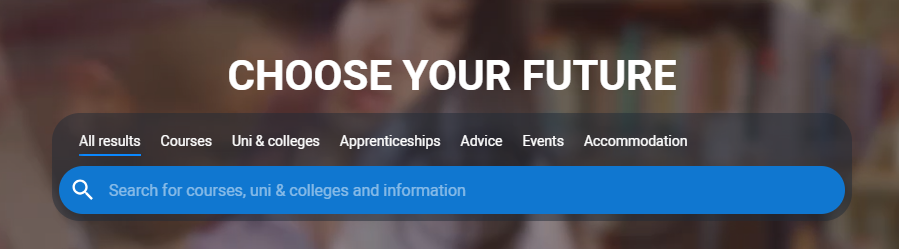 CHOOSE YOUR FUTURE
All results Courses Uni & colleges Apprenticeships Advice Events Accommodation
Search for courses, uni & colleges and information